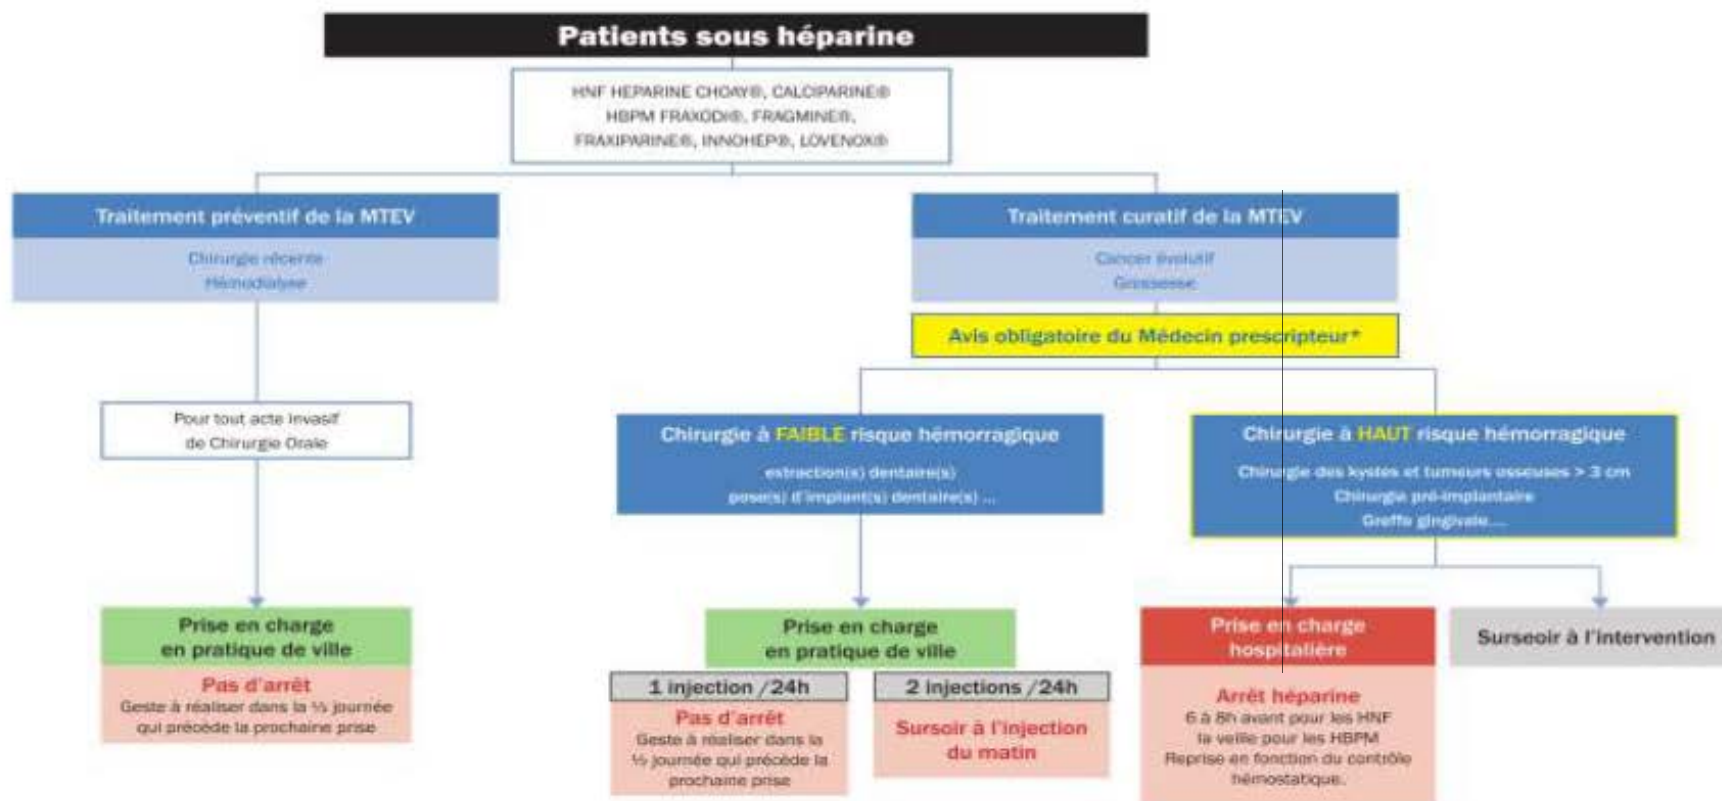 Patients sous héparine
HNF HEPARINE CHOAY®, CALCIPARINE®
HBPM FRAXODI®, FRAGMINE®,
FRAXIPARINE®, INNOHEP®, LOVENOX®
Traitement préventif de la MTEV
Chirurgie récente
Hémodialyse
Traitement curatif de la MTEV
Cancer évolutif
Grossesse
Avis obligatoire du Médecin prescripteur*
Pour tout acte invasif
de Chirurgie Orale
Chirurgie à FAIBLE risque hémorragique
extraction(s) dentaire(s)
pose(s) d'implant(s) dentaire(s) ...
Chirurgie à HAUT risque hémorragique
Chirurgie des kystes et tumeurs osseuses > 3 cm
Chirurgie pré-implantaire
Greffe gingivale....
Prise en charge
en pratique de ville
Pas d'arrêt
Geste à réaliser dans la ½ journée
qui précède la prochaine prise
Prise en charge
en pratique de ville
1 injection /24h
Pas d'arrêt
Geste à réaliser dans la
½ journée qui précède la
prochaine prise
2 injections /24h
Sursoir à l'injection
du matin
Prise en charge
hospitalière
Arrêt héparine
6 à 8h avant pour les HNF
la veille pour les HBPM
Reprise en fonction du contrôle
hémostatique.
Surseoir à l'intervention